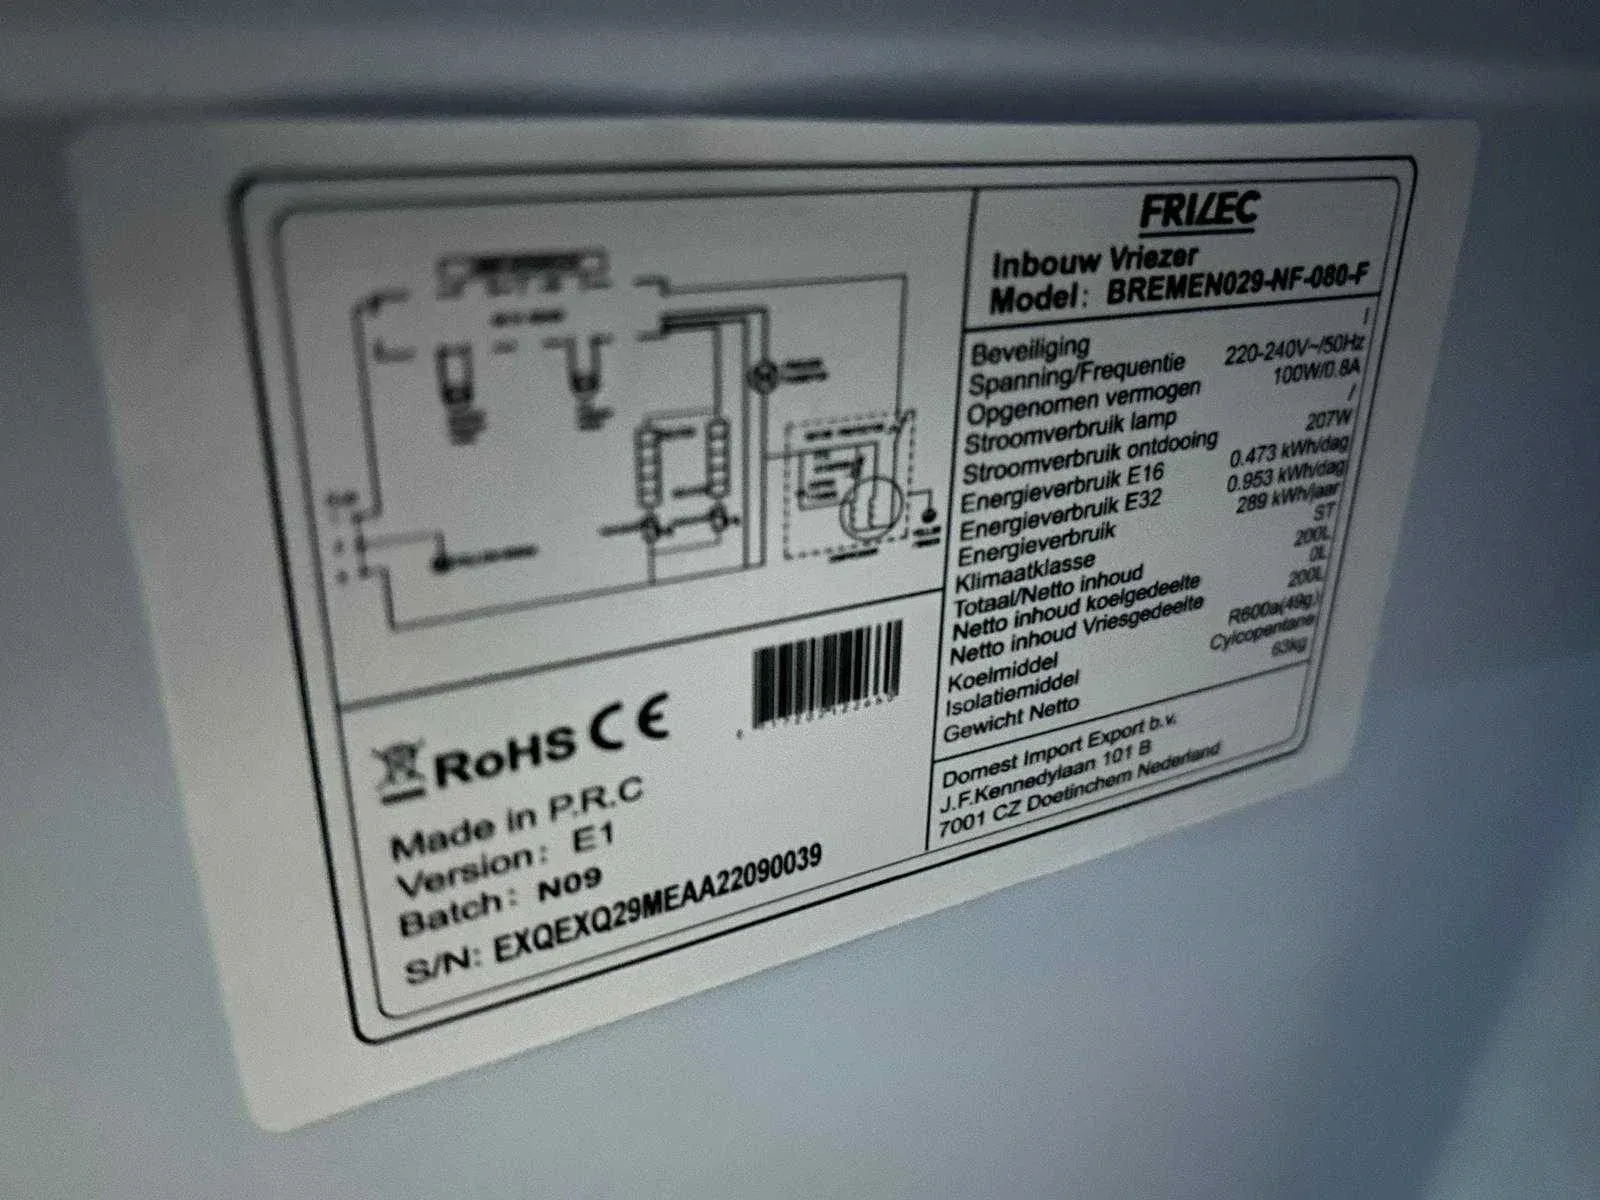 FRILEC
Inbouw Vriezer
Model: BREMEN029-NF-080-F
Beveiliging /
Spanning/Frequentie 220-240V~/50Hz
Opgenomen vermogen 100W/0.8A
Stroomverbruik lamp /
Stroomverbruik ontdooing 207W
Energieverbruik E16 0.473 kWh/dag
Energieverbruik E32 0.953 kWh/dag
Energieverbruik 289 kWh/jaar
Klimaatklasse ST
Totaal/Netto inhoud 200L
Netto inhoud koelgedeelte 0L
Netto inhoud Vriesgedeelte 200L
Koelmiddel R600a(49g)
Isolatiemiddel Cylcopentane
Gewicht Netto 63kg
Domest Import Export b.v.
J.F.Kennedylaan 101 B
7001 CZ Doetinchem Nederland
RoHS CE
Made in P.R.C
Version: E1
Batch: N09
S/N: EXQEXQ29MEAA22090039